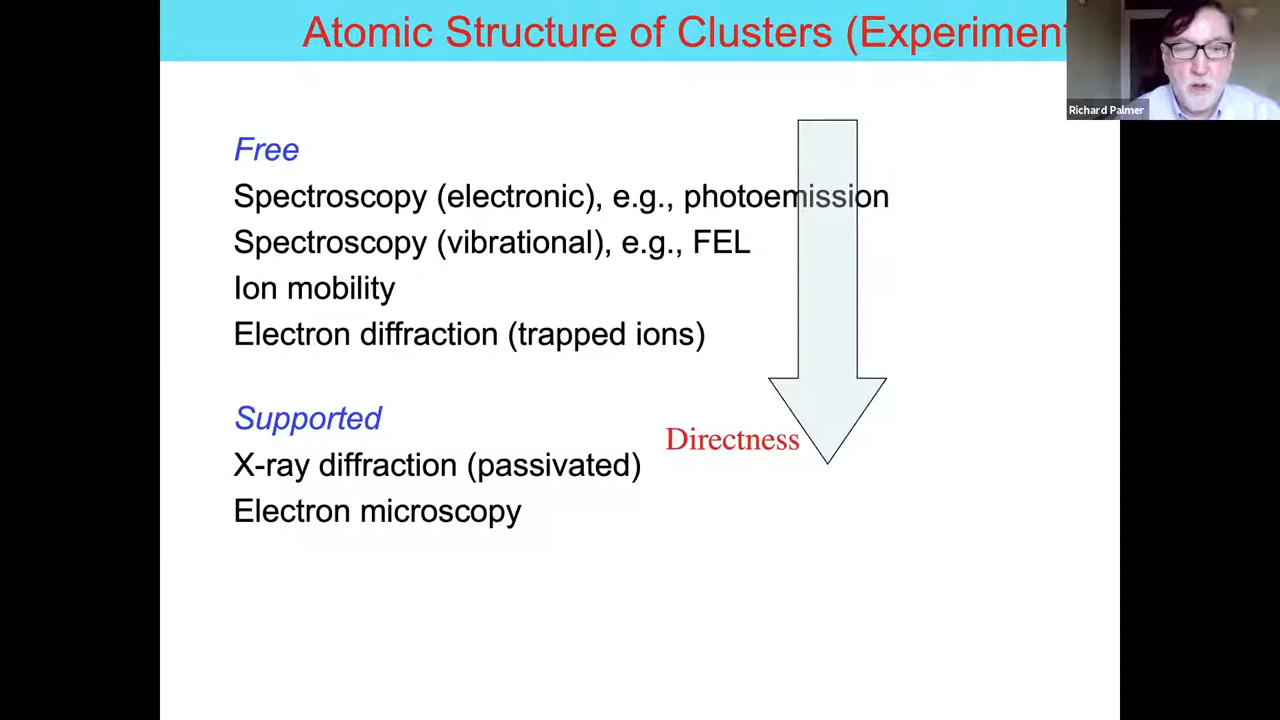 Atomic Structure of Clusters (Experiment
Richard Palmer
Free
Spectroscopy (electronic), e.g., photoemission
Spectroscopy (vibrational), e.g., FEL
Ion mobility
Electron diffraction (trapped ions)
Supported
Directness
X-ray diffraction (passivated)
Electron microscopy